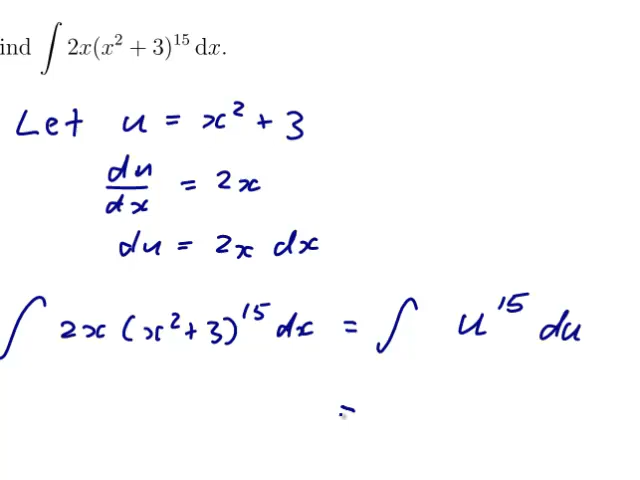 ind ∫ 2x(x² + 3)¹⁵ dx.
Let u = x² + 3
du/dx = 2x
du = 2x dx
∫ 2x (x² + 3)¹⁵ dx = ∫ u¹⁵ du
=